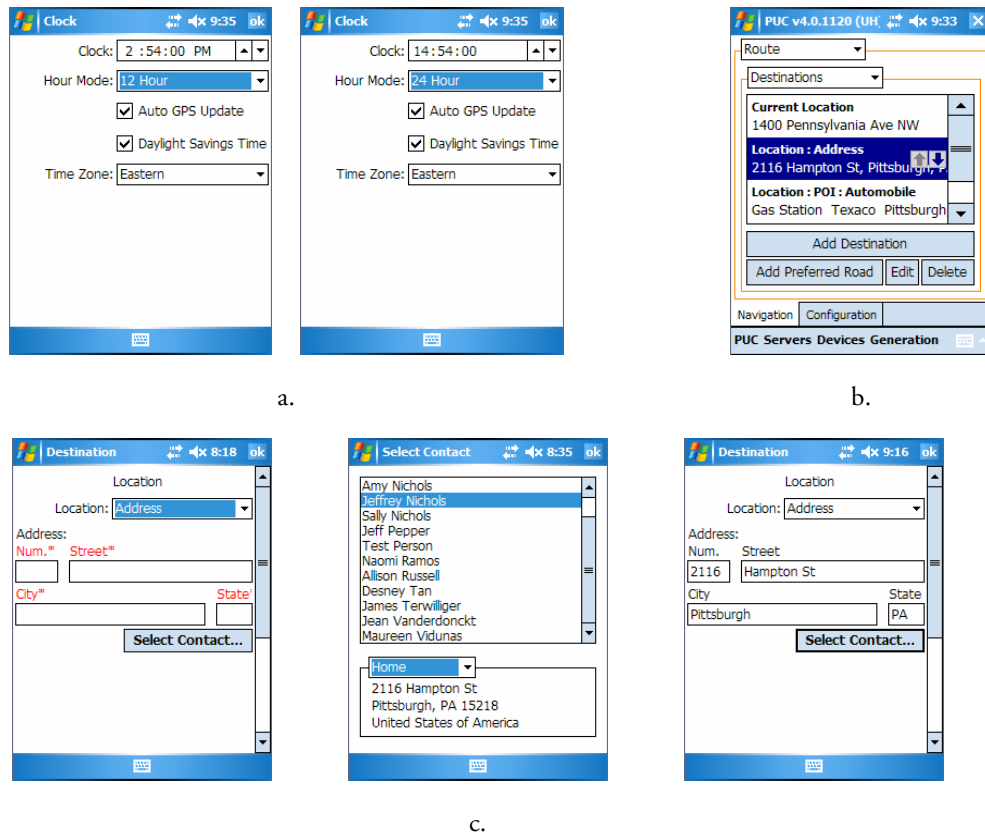 Clock 9:35 ok
Clock: 2 :54:00 PM
Hour Mode: 12 Hour
Auto GPS Update
Daylight Savings Time
Time Zone: Eastern
Clock 9:35 ok
Clock: 14:54:00
Hour Mode: 24 Hour
Auto GPS Update
Daylight Savings Time
Time Zone: Eastern
a.
PUC v4.0.1120 (UH 9:33
Route
Destinations
Current Location
1400 Pennsylvania Ave NW
Location : Address
2116 Hampton St, Pittsburgh, P
Location : POI : Automobile
Gas Station Texaco Pittsburgh
Add Destination
Add Preferred Road Edit Delete
Navigation Configuration
PUC Servers Devices Generation
b.
Destination 8:18 ok
Location
Location: Address
Address:
Num.* Street*
City* State*
Select Contact...
Select Contact 8:35 ok
Amy Nichols
Jeffrey Nichols
Sally Nichols
Jeff Pepper
Test Person
Naomi Ramos
Allison Russell
Desney Tan
James Terwilliger
Jean Vanderdonckt
Maureen Vidunas
Home
2116 Hampton St
Pittsburgh, PA 15218
United States of America
Destination 9:16 ok
Location
Location: Address
Address:
Num. Street
2116 Hampton St
City State
Pittsburgh PA
Select Contact...
c.